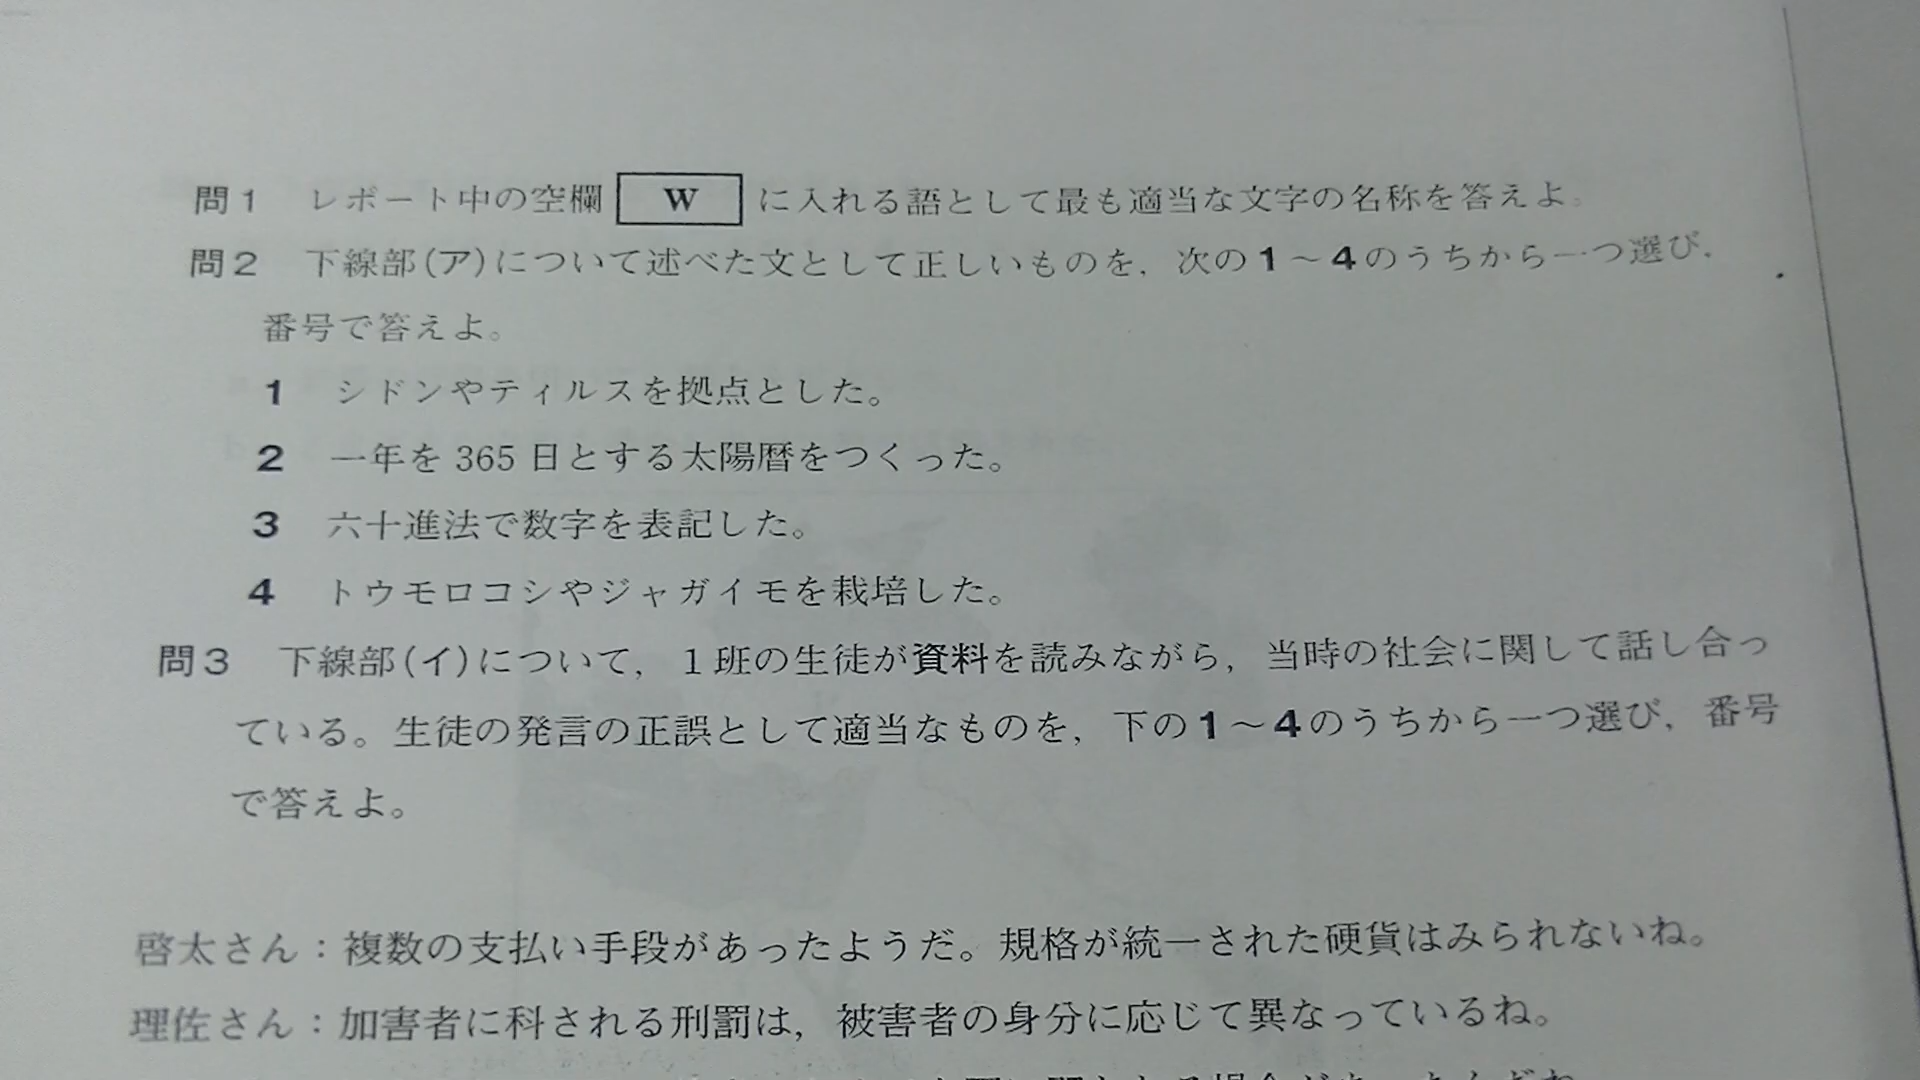 問1　レポート中の空欄 W に入れる語として最も適当な文字の名称を答えよ。
問2　下線部(ア)について述べた文として正しいものを，次の1～4のうちから一つ選び，
番号で答えよ。
1　シドンやティルスを拠点とした。
2　一年を 365 日とする太陽暦をつくった。
3　六十進法で数字を表記した。
4　トウモロコシやジャガイモを栽培した。
問3　下線部(イ)について，1班の生徒が資料を読みながら，当時の社会に関して話し合っ
ている。生徒の発言の正誤として適当なものを，下の1～4のうちから一つ選び，番号
で答えよ。
啓太さん：複数の支払い手段があったようだ。規格が統一された硬貨はみられないね。
理佐さん：加害者に科される刑罰は，被害者の身分に応じて異なっているね。